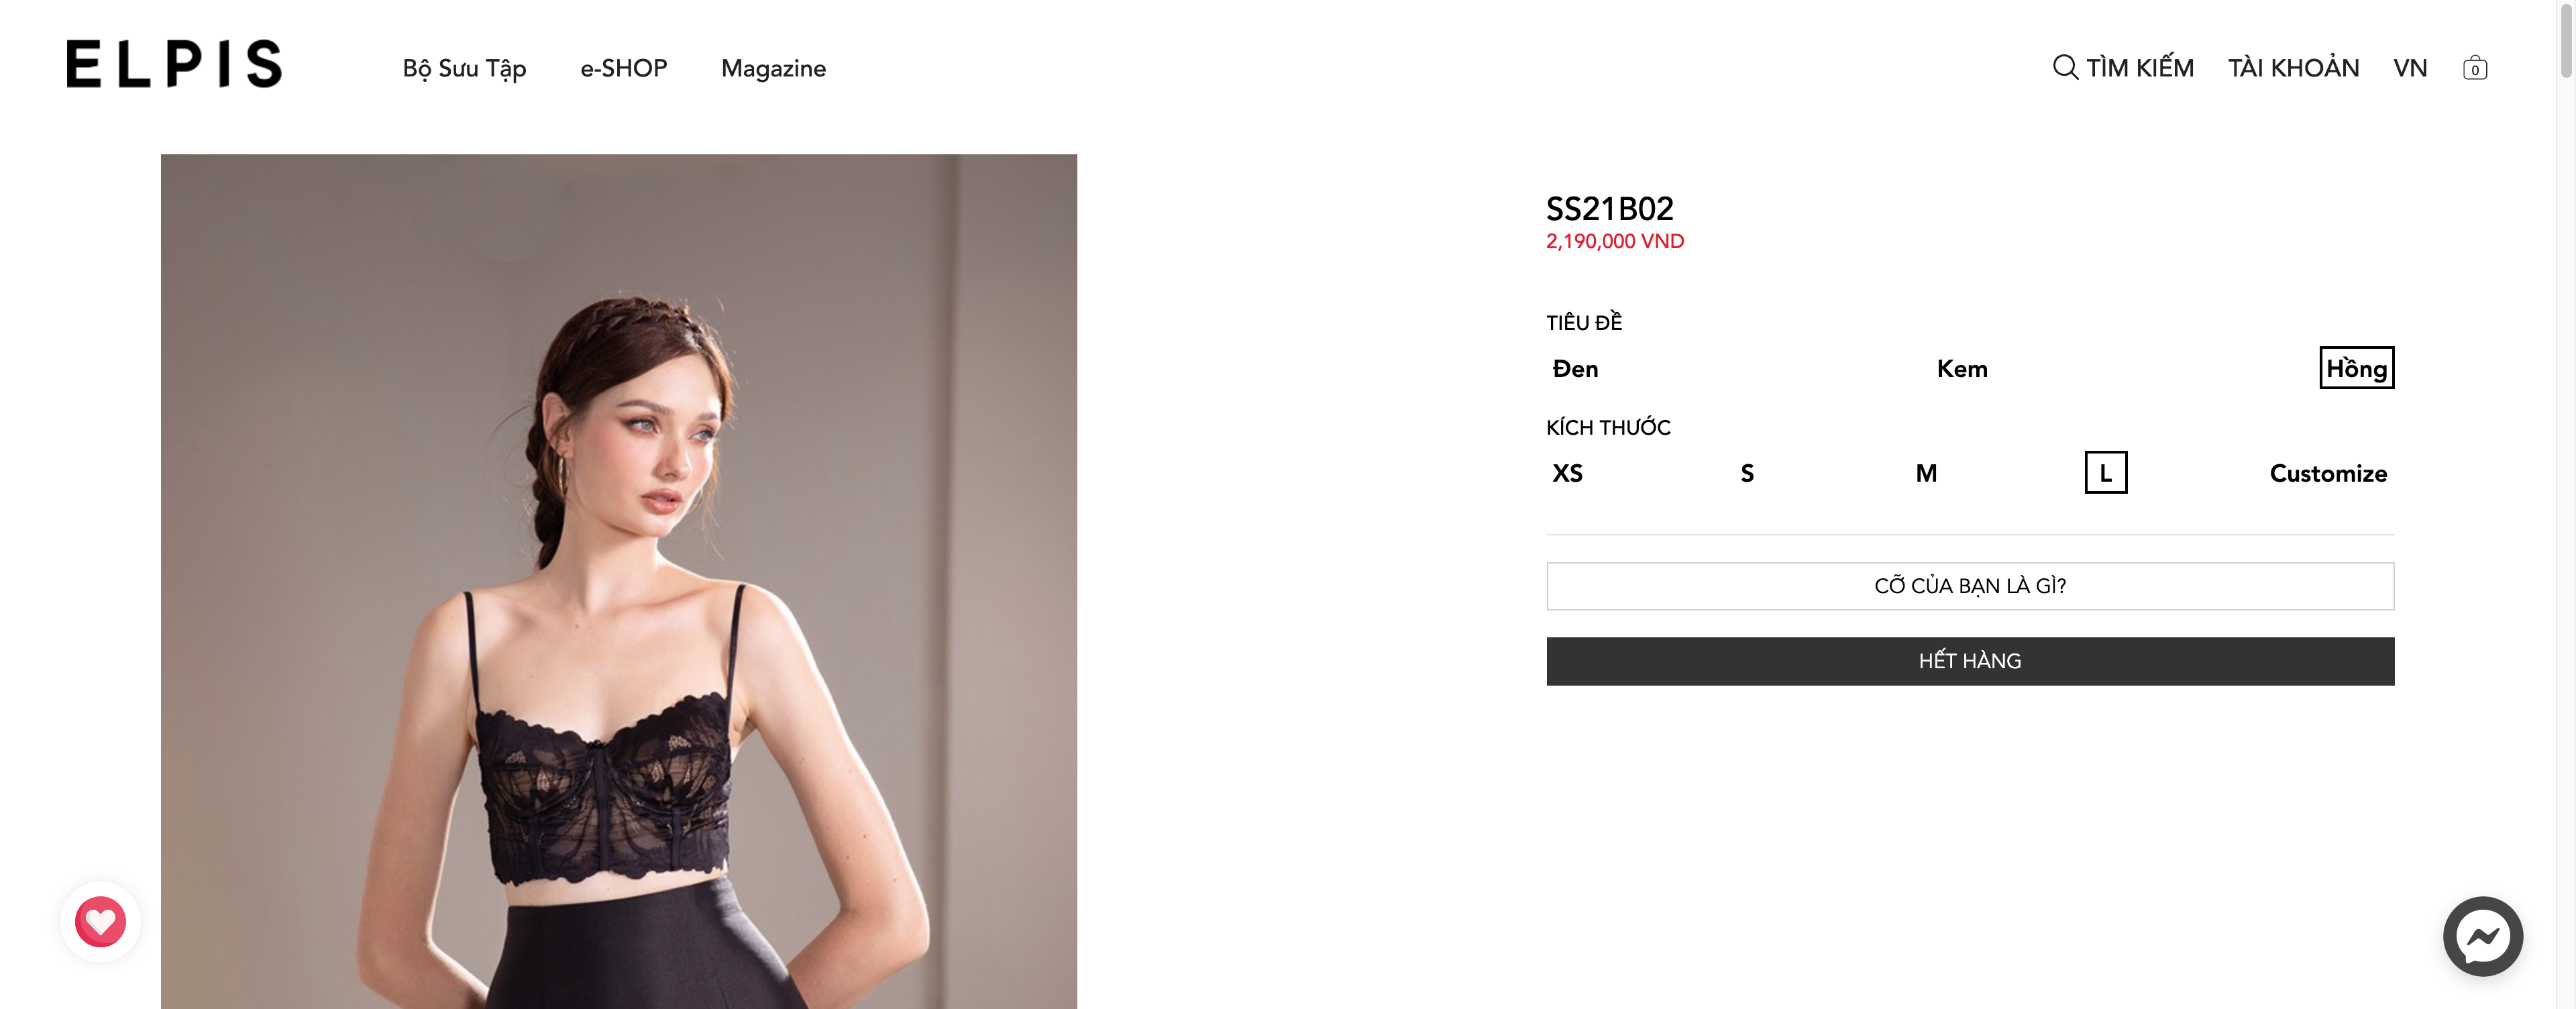 ELPIS
Bộ Sưu Tập e-SHOP Magazine
TÌM KIẾM TÀI KHOẢN VN 0
SS21B02
2,190,000 VND
TIÊU ĐỀ
Đen Kem Hồng
KÍCH THƯỚC
XS S M L Customize
CỠ CỦA BẠN LÀ GÌ?
HẾT HÀNG